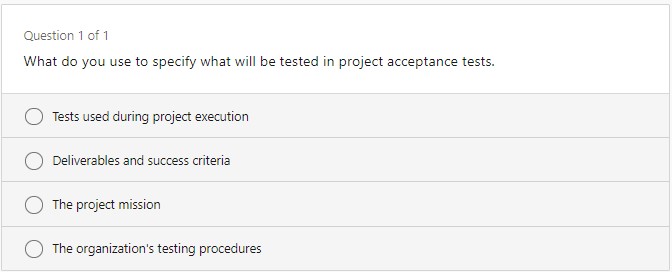 Question 1 of 1
What do you use to specify what will be tested in project acceptance tests.
Tests used during project execution
Deliverables and success criteria
The project mission
The organization's testing procedures